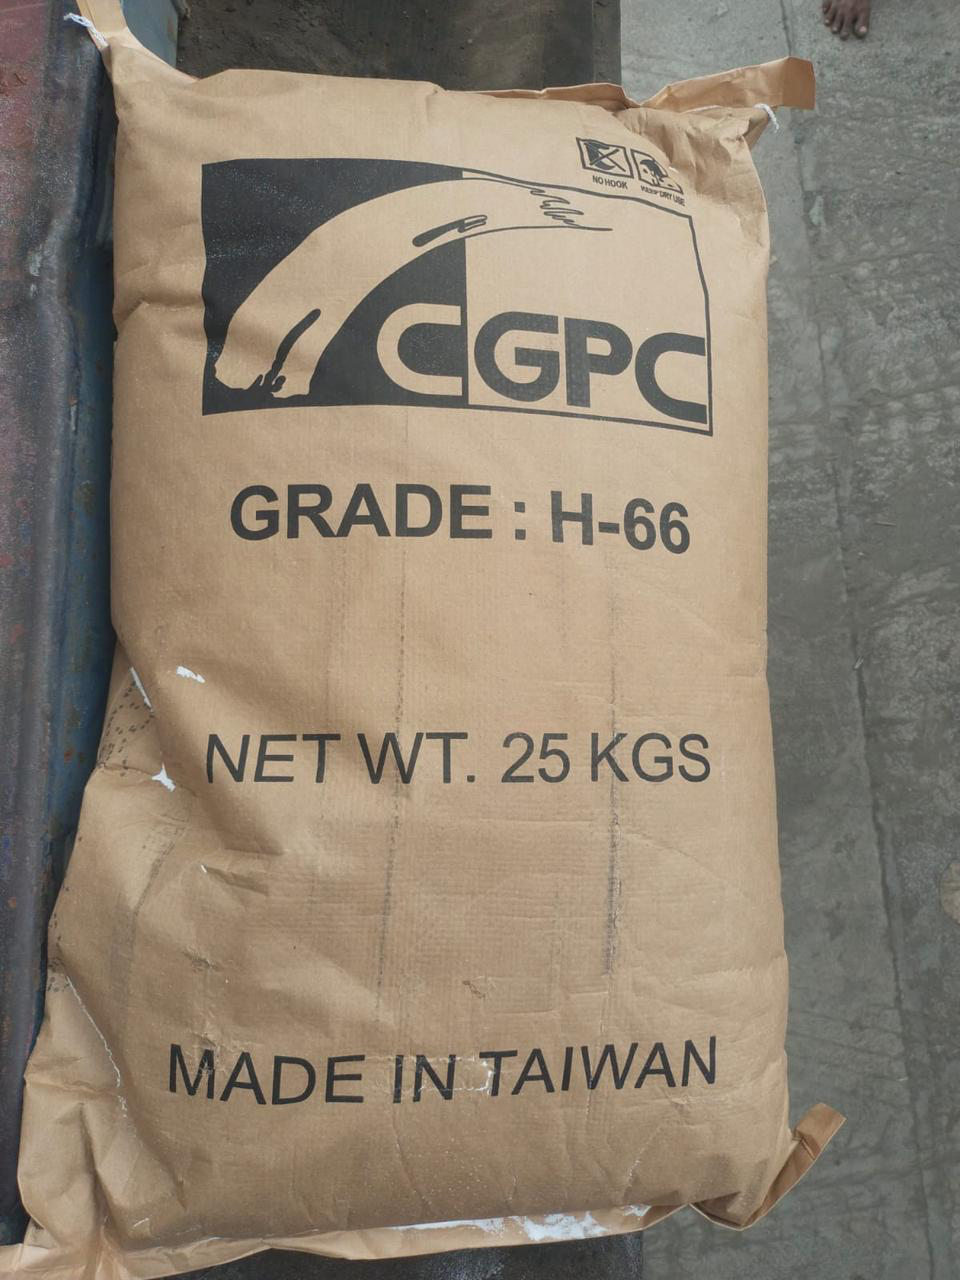 NO HOOK
KEEP DRY USE
CGPC
GRADE : H-66
NET WT. 25 KGS
MADE IN TAIWAN